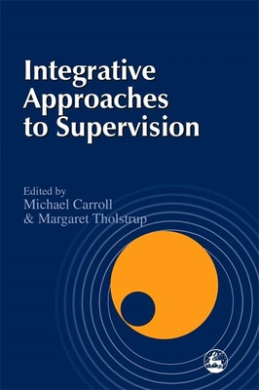 Integrative
Approaches
to Supervision
Edited by
Michael Carroll
& Margaret Tholstrup